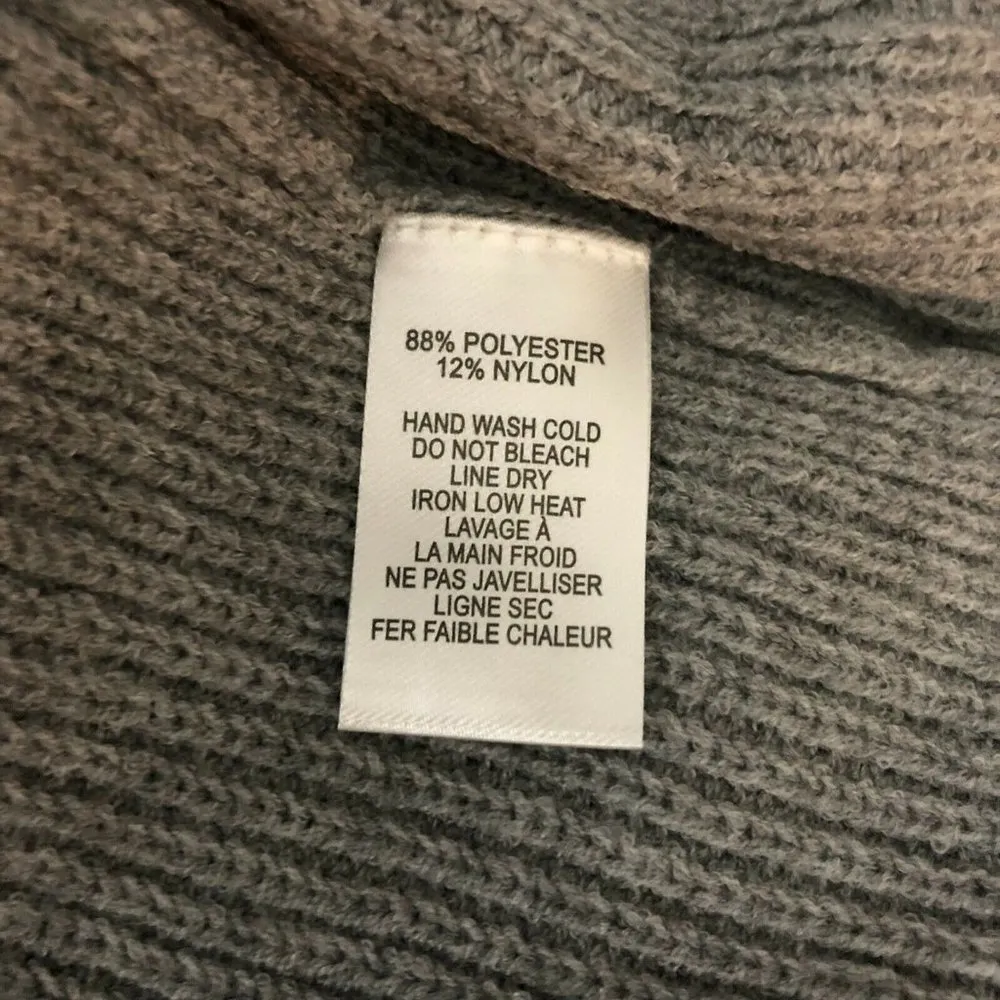 88% POLYESTER
12% NYLON
HAND WASH COLD
DO NOT BLEACH
LINE DRY
IRON LOW HEAT
LAVAGE À
LA MAIN FROID
NE PAS JAVELLISER
LIGNE SEC
FER FAIBLE CHALEUR